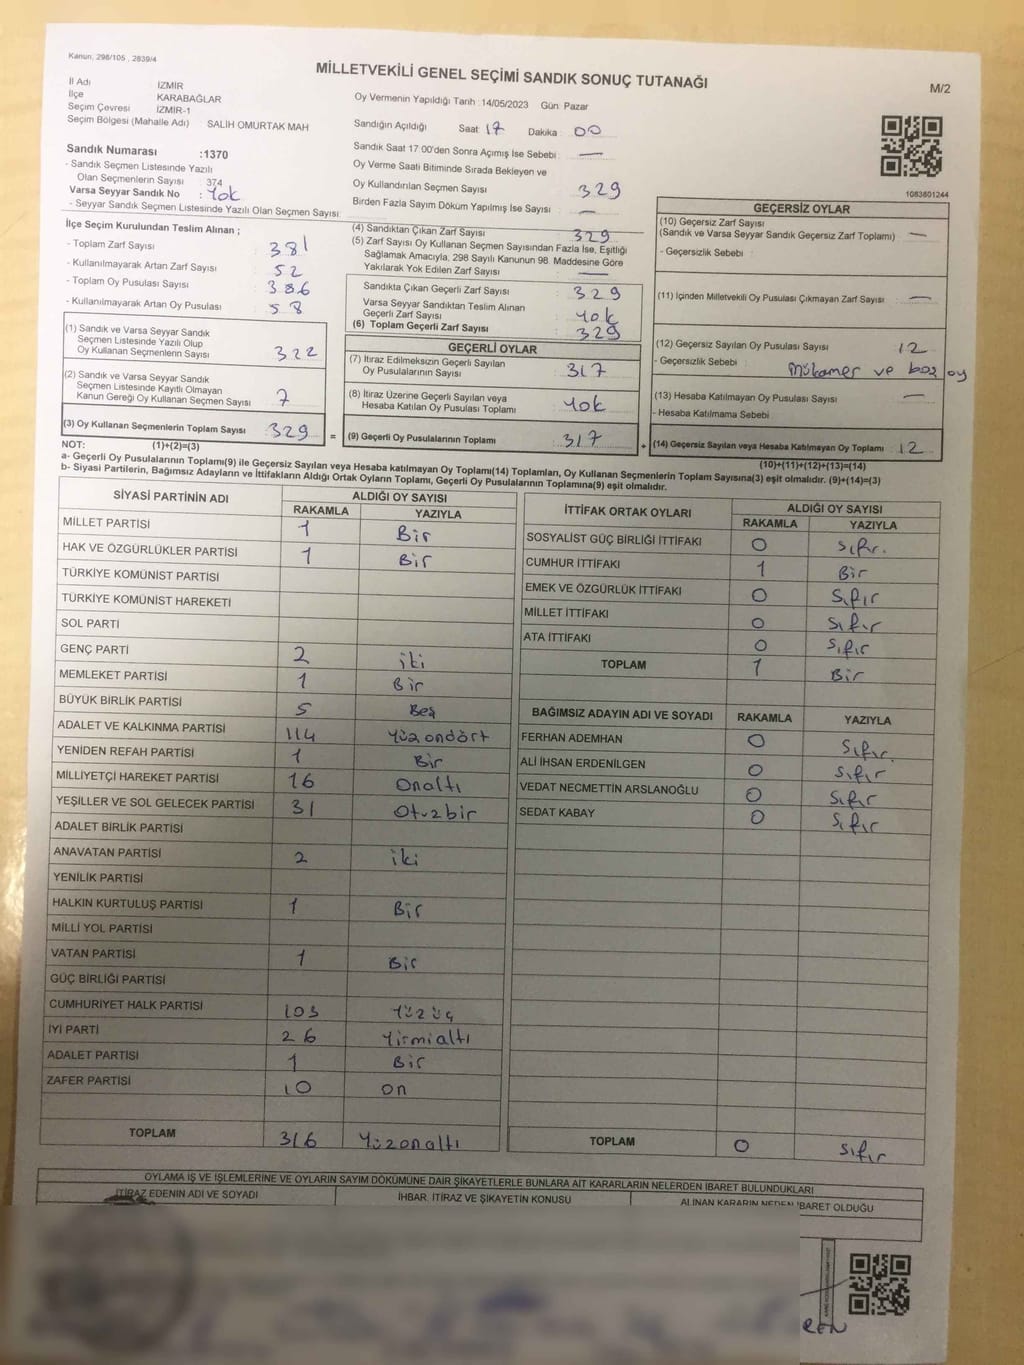 Kanun, 298/105 , 2839/4
MİLLETVEKİLİ GENEL SEÇİMİ SANDIK SONUÇ TUTANAĞI
M/2
İl Adı İZMİR
İlçe KARABAĞLAR
Seçim Çevresi İZMİR-1
Seçim Bölgesi (Mahalle Adı) SALİH OMURTAK MAH
Oy Vermenin Yapıldığı Tarih :14/05/2023 Gün: Pazar
Sandığın Açıldığı Saat 17 Dakika : 00
Sandık Saat 17 00'den Sonra Açımış İse Sebebi : —
Oy Verme Saati Bitiminde Sırada Bekleyen ve
Oy Kullandırılan Seçmen Sayısı 329
Birden Fazla Sayım Döküm Yapılmış İse Sayısı : —
1083601244
Sandık Numarası :1370
- Sandık Seçmen Listesinde Yazılı
Olan Seçmenlerin Sayısı : 374
Varsa Seyyar Sandık No : Yok
- Seyyar Sandık Seçmen Listesinde Yazılı Olan Seçmen Sayısı:
İlçe Seçim Kurulundan Teslim Alınan ;
- Toplam Zarf Sayısı : 381
- Kullanılmayarak Artan Zarf Sayısı : 52
- Toplam Oy Pusulası Sayısı : 386
- Kullanılmayarak Artan Oy Pusulası : 58
(1) Sandık ve Varsa Seyyar Sandık
Seçmen Listesinde Yazılı Olup
Oy Kullanan Seçmenlerin Sayısı : 322
(2) Sandık ve Varsa Seyyar Sandık
Seçmen Listesinde Kayıtlı Olmayan
Kanun Gereği Oy Kullanan Seçmen Sayısı : 7
(3) Oy Kullanan Seçmenlerin Toplam Sayısı : 329 =
(4) Sandıktan Çıkan Zarf Sayısı : 329
(5) Zarf Sayısı Oy Kullanan Seçmen Sayısından Fazla İse, Eşitliği
Sağlamak Amacıyla, 298 Sayılı Kanunun 98. Maddesine Göre
Yakılarak Yok Edilen Zarf Sayısı : —
Sandıkta Çıkan Geçerli Zarf Sayısı : 329
Varsa Seyyar Sandıktan Teslim Alınan
Geçerli Zarf Sayısı : Yok
(6) Toplam Geçerli Zarf Sayısı : 329
GEÇERLİ OYLAR
(7) İtiraz Edilmeksizin Geçerli Sayılan
Oy Pusulalarının Sayısı : 317
(8) İtiraz Üzerine Geçerli Sayılan ve
Hesaba Katılan Oy Pusulası Toplamı : Yok
(9) Geçerli Oy Pusulalarının Toplamı : 317 +
GEÇERSİZ OYLAR
(10) Geçersiz Zarf Sayısı
(Sandık ve Varsa Seyyar Sandık Geçersiz Zarf Toplamı) : —
- Geçersizlik Sebebi :
(11) İçinden Milletvekili Oy Pusulası Çıkmayan Zarf Sayısı : —
(12) Geçersiz Sayılan Oy Pusulası Sayısı : 12
- Geçersizlik Sebebi : Mükamer ve boş oy
(13) Hesaba Katılmayan Oy Pusulası Sayısı : —
- Hesaba Katılmama Sebebi :
(14) Geçersiz Sayılan veya Hesaba Katılmayan Oy Toplamı : 12
NOT: (1)+(2)=(3) (10)+(11)+(12)+(13)=(14)
a- Geçerli Oy Pusulalarının Toplamı(9) ile Geçersiz Sayılan veya Hesaba katılmayan Oy Toplamı(14) Toplamları, Oy Kullanan Seçmenlerin Toplam Sayısına(3) eşit olmalıdır. (9)+(14)=(3)
b- Siyasi Partilerin, Bağımsız Adayların ve İttifakların Aldığı Ortak Oyların Toplamı, Geçerli Oy Pusulalarının Toplamına(9) eşit olmalıdır.
SİYASİ PARTİNİN ADI ALDIĞI OY SAYISI
RAKAMLA YAZIYLA
MİLLET PARTİSİ 1 Bir
HAK VE ÖZGÜRLÜKLER PARTİSİ 1 Bir
TÜRKİYE KOMÜNİST PARTİSİ
TÜRKİYE KOMÜNİST HAREKETİ
SOL PARTİ
GENÇ PARTİ 2 iki
MEMLEKET PARTİSİ 1 Bir
BÜYÜK BİRLİK PARTİSİ 5 Beş
ADALET VE KALKINMA PARTİSİ 114 Yüzondört
YENİDEN REFAH PARTİSİ 1 Bir
MİLLİYETÇİ HAREKET PARTİSİ 16 Onaltı
YEŞİLLER VE SOL GELECEK PARTİSİ 31 Otuzbir
ADALET BİRLİK PARTİSİ
ANAVATAN PARTİSİ 2 iki
YENİLİK PARTİSİ
HALKIN KURTULUŞ PARTİSİ 1 Bir
MİLLİ YOL PARTİSİ
VATAN PARTİSİ 1 Bir
GÜÇ BİRLİĞİ PARTİSİ
CUMHURİYET HALK PARTİSİ 103 Yüzüç
İYİ PARTİ 26 Yirmialtı
ADALET PARTİSİ 1 Bir
ZAFER PARTİSİ 10 on
TOPLAM 316 Yüzonaltı
İTTİFAK ORTAK OYLARI ALDIĞI OY SAYISI
RAKAMLA YAZIYLA
SOSYALİST GÜÇ BİRLİĞİ İTTİFAKI 0 Sıfır.
CUMHUR İTTİFAKI 1 Bir
EMEK VE ÖZGÜRLÜK İTTİFAKI 0 Sıfır
MİLLET İTTİFAKI 0 Sıfır
ATA İTTİFAKI 0 Sıfır
TOPLAM 1 Bir
BAĞIMSIZ ADAYIN ADI VE SOYADI RAKAMLA YAZIYLA
FERHAN ADEMHAN 0 Sıfır.
ALİ İHSAN ERDENİLGEN 0 Sıfır
VEDAT NECMETTİN ARSLANOĞLU 0 Sıfır
SEDAT KABAY 0 Sıfır
TOPLAM 0 Sıfır
OYLAMA İŞ VE İŞLEMLERİNE VE OYLARIN SAYIM DÖKÜMÜNE DAİR ŞİKAYETLERLE BUNLARA AİT KARARLARIN NELERDEN İBARET BULUNDUKLARI
İTİRAZ EDENİN ADI VE SOYADI İHBAR. İTİRAZ VE ŞİKAYETİN KONUSU ALINAN KARARIN NEDEN İBARET OLDUĞU